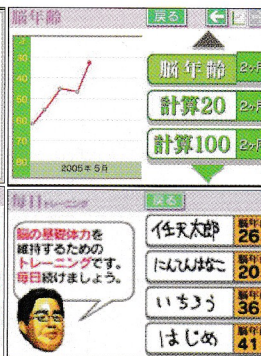 脳年齢
戻る
20
30
40
50
60
70
80
2005年5月
脳年齢
計算20
計算100
毎日トレーニング
戻る
脳の基礎体力を
維持するための
トレーニングです。
毎日続けましょう。
任天太郎
26
にんてんはなこ
20
いちろう
36
はじめ
41